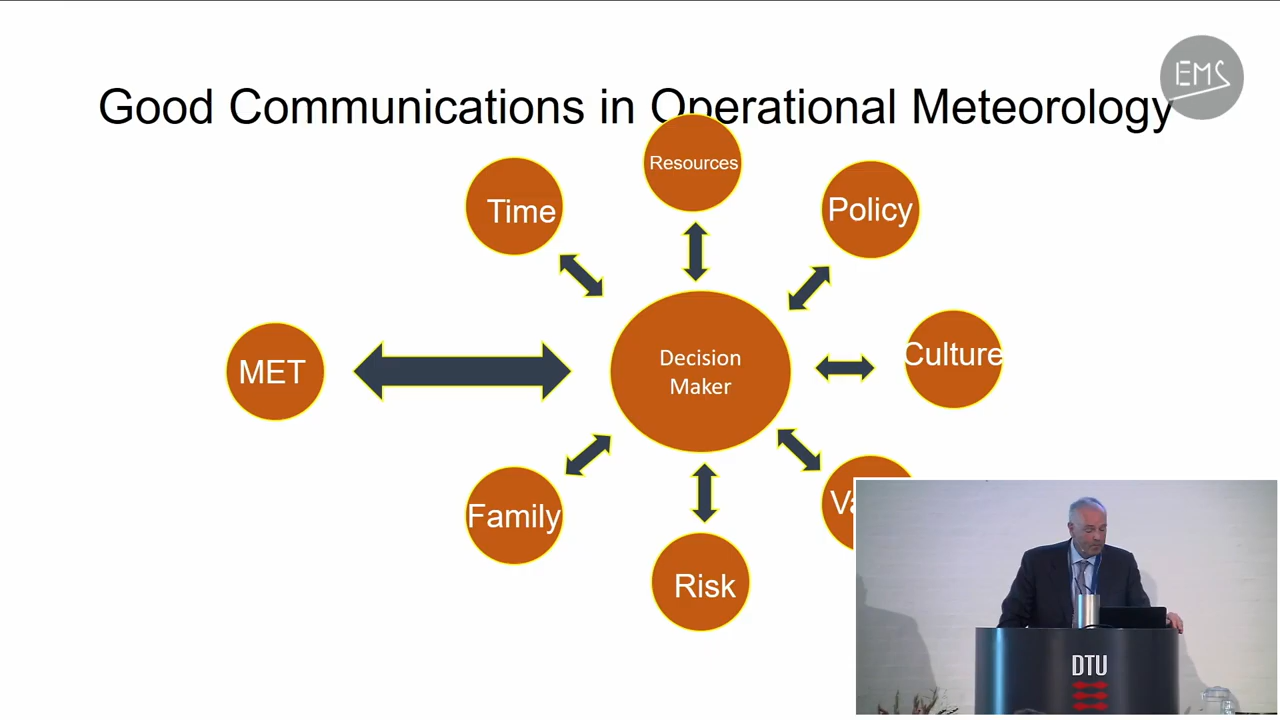 EMS
Good Communications in Operational Meteorology
Resources
Time
Policy
Decision
Maker
Culture
MET
Family
Risk
DTU